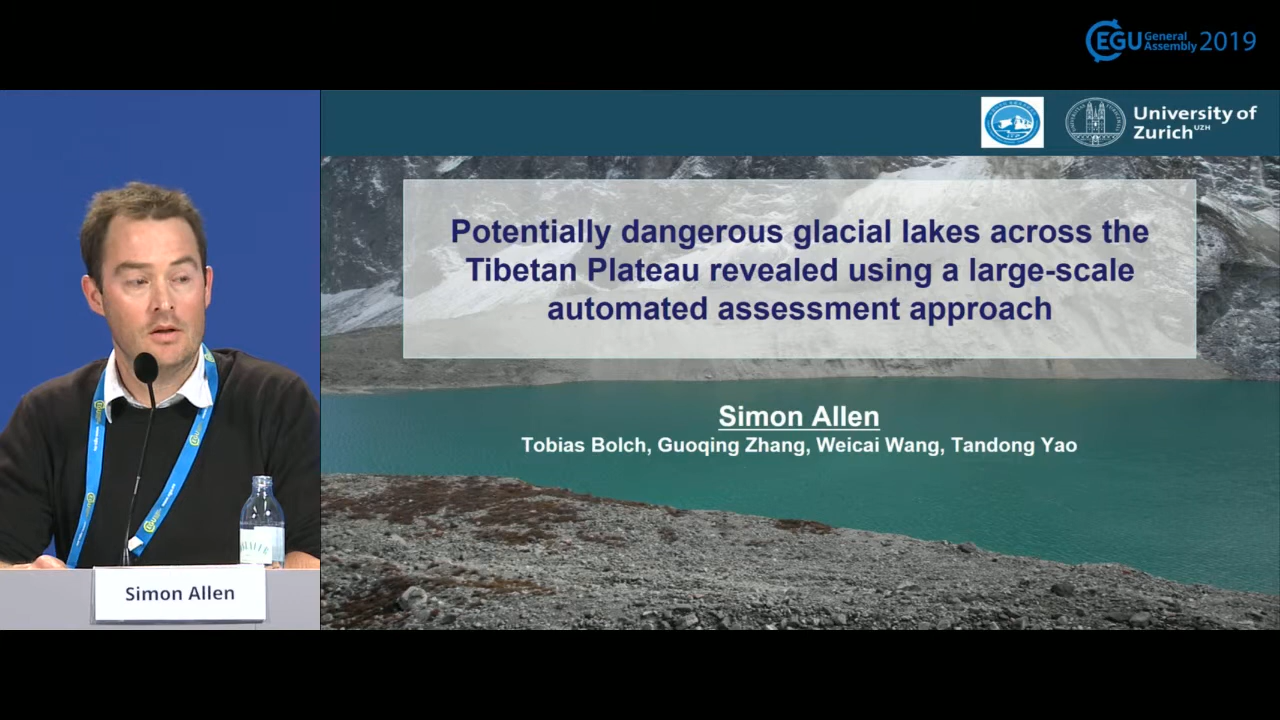 EGU General
Assembly 2019
University of
Zurich UZH
Potentially dangerous glacial lakes across the
Tibetan Plateau revealed using a large-scale
automated assessment approach
Simon Allen
Tobias Bolch, Guoqing Zhang, Weicai Wang, Tandong Yao
Simon Allen